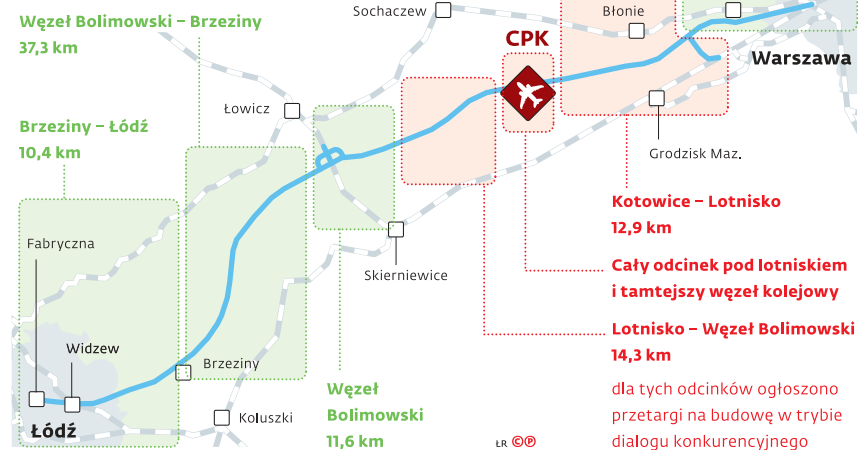 Węzeł Bolimowski – Brzeziny
37,3 km
Sochaczew
Błonie
CPK
Warszawa
Łowicz
Brzeziny – Łódź
10,4 km
Grodzisk Maz.
Kotowice – Lotnisko
12,9 km
Fabryczna
Skierniewice
Cały odcinek pod lotniskiem
i tamtejszy węzeł kolejowy
Lotnisko – Węzeł Bolimowski
14,3 km
Widzew
Brzeziny
Węzeł
Bolimowski
11,6 km
dla tych odcinków ogłoszono
przetargi na budowę w trybie
dialogu konkurencyjnego
Koluszki
Łódź
ŁR ©℗